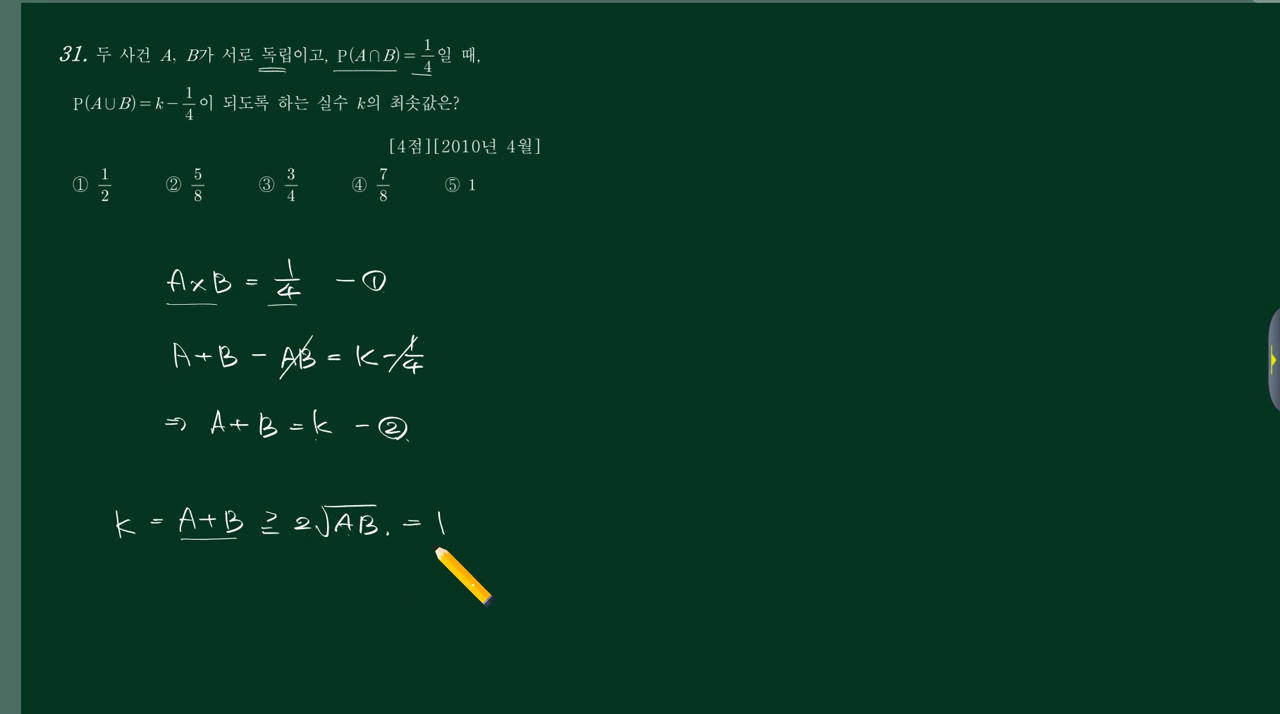 31. 두 사건 A, B가 서로 독립이고, P(A∩B)=1/4일 때,
P(A∪B)=k-1/4이 되도록 하는 실수 k의 최솟값은?
[4점][2010년 4월]
① 1/2 ② 5/8 ③ 3/4 ④ 7/8 ⑤ 1
A×B = 1/4 - ①
A+B - AB = k - 1/4
⇒ A+B = k - ②
k = A+B ≥ 2√AB. = 1